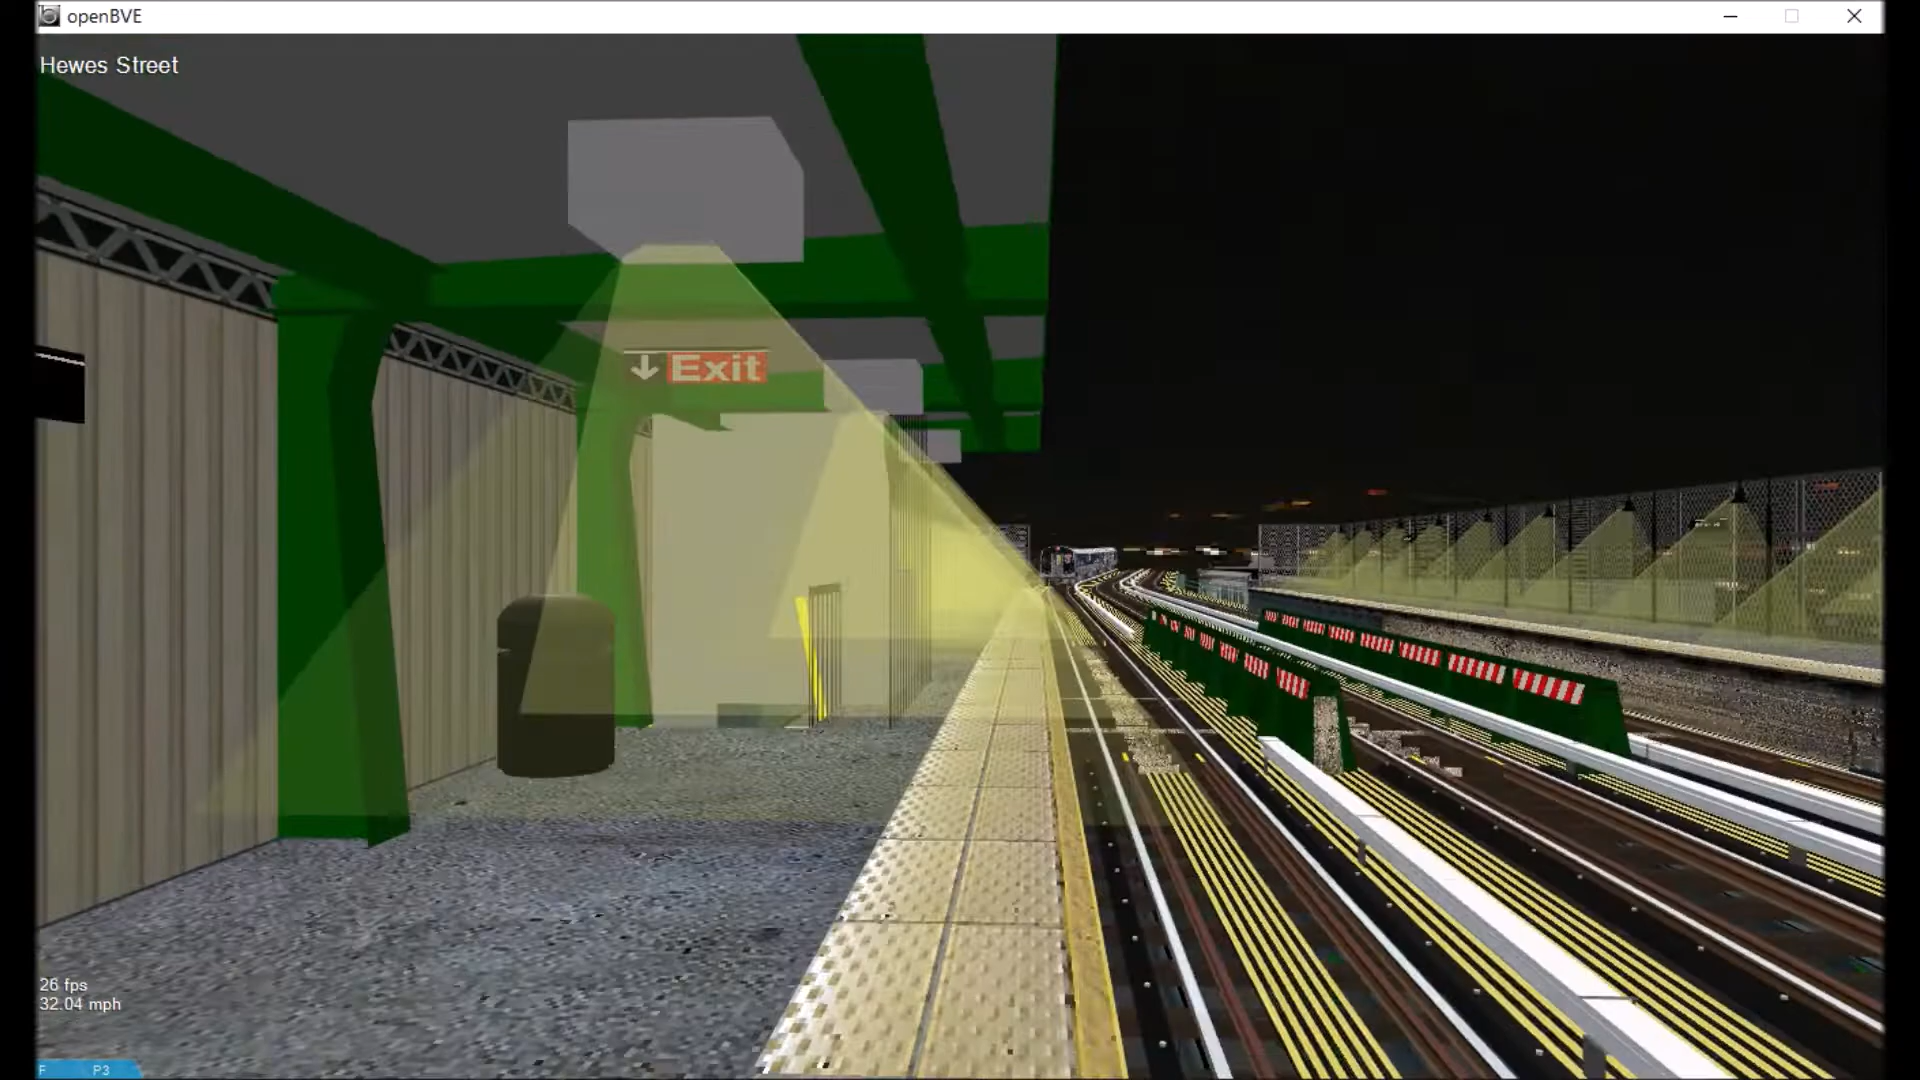 openBVE
Hewes Street
↓ Exit
26 fps
32.04 mph
F P3